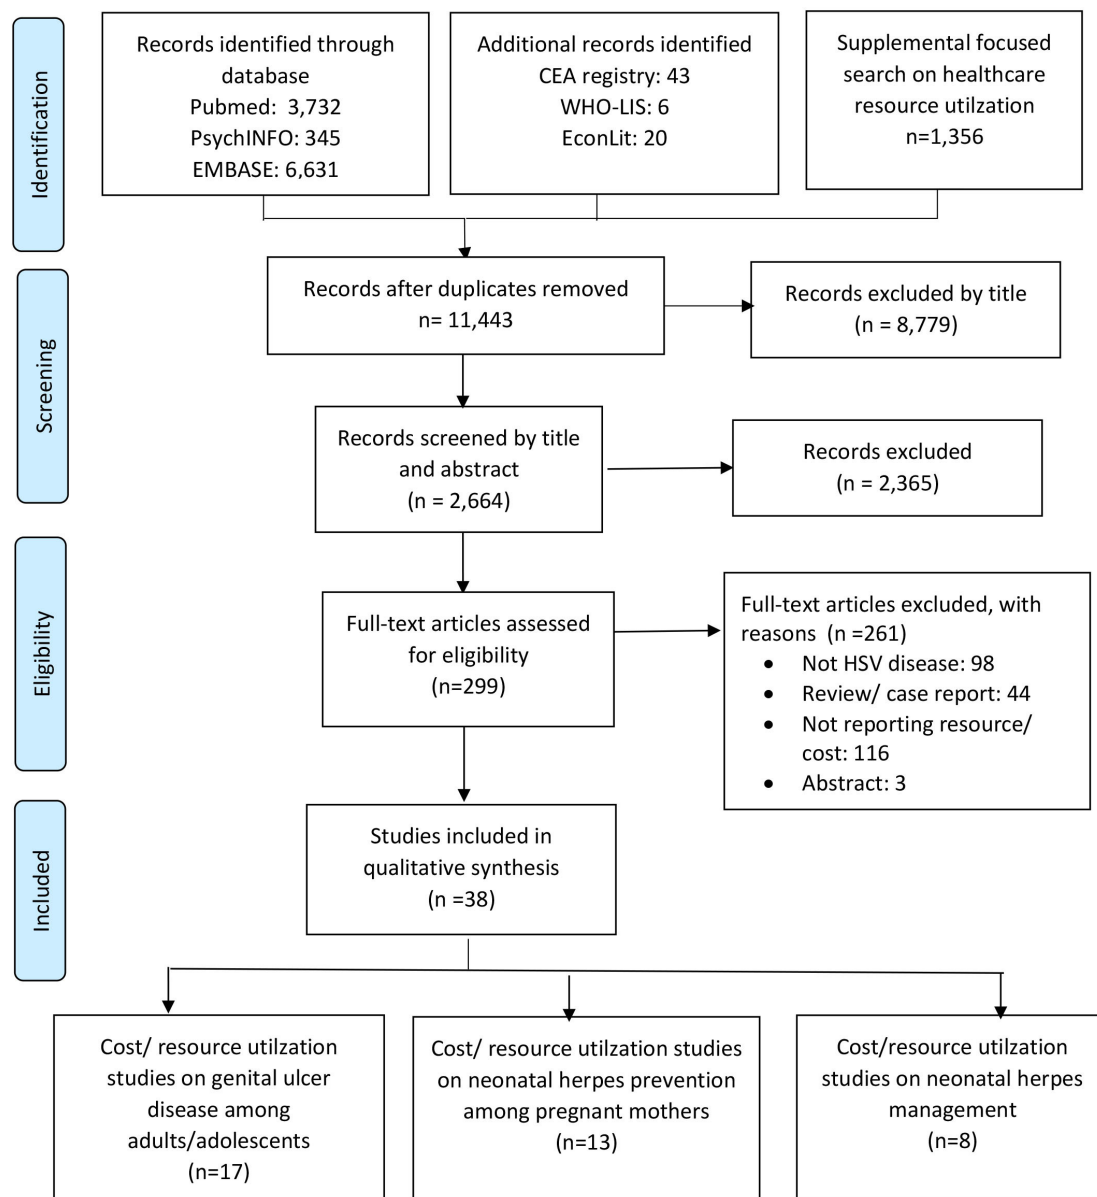 Identification
Records identified through
database
Pubmed: 3,732
PsychINFO: 345
EMBASE: 6,631
Additional records identified
CEA registry: 43
WHO-LIS: 6
EconLit: 20
Supplemental focused
search on healthcare
resource utilzation
n=1,356
Screening
Records after duplicates removed
n= 11,443
Records excluded by title
(n = 8,779)
Records screened by title
and abstract
(n = 2,664)
Records excluded
(n = 2,365)
Eligibility
Full-text articles assessed
for eligibility
(n=299)
Full-text articles excluded, with
reasons (n =261)
• Not HSV disease: 98
• Review/ case report: 44
• Not reporting resource/
cost: 116
• Abstract: 3
Included
Studies included in
qualitative synthesis
(n =38)
Cost/ resource utilzation
studies on genital ulcer
disease among
adults/adolescents
(n=17)
Cost/ resource utilzation studies
on neonatal herpes prevention
among pregnant mothers
(n=13)
Cost/resource utilzation
studies on neonatal herpes
management
(n=8)